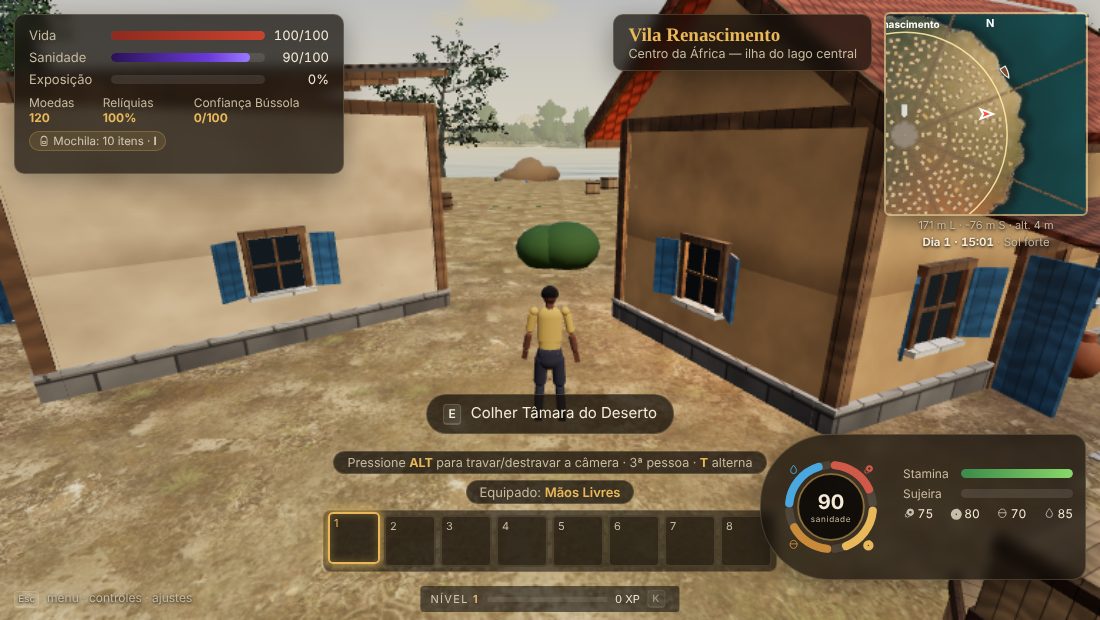 Vida 100/100
Sanidade 90/100
Exposição 0%
Moedas Relíquias Confiança Bússola
120 100% 0/100
Mochila: 10 itens · I
Vila Renascimento
Centro da África — ilha do lago central
nascimento N
171 m L · -76 m S · alt. 4 m
Dia 1 · 15:01 · Sol forte
E Colher Tâmara do Deserto
Pressione ALT para travar/destravar a câmera · 3ª pessoa · T alterna
Equipado: Mãos Livres
1 2 3 4 5 6 7 8
90
sanidade
Stamina
Sujeira
75 80 70 85
Esc menu · controles · ajustes
NÍVEL 1 0 XP K